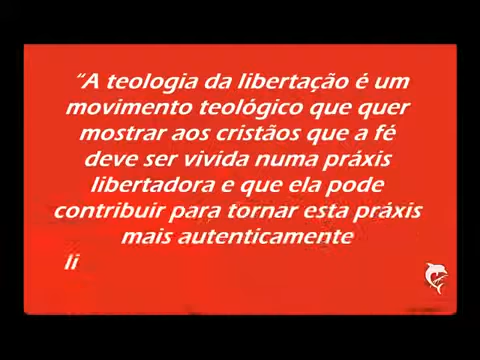 “A teologia da libertação é um
movimento teológico que quer
mostrar aos cristãos que a fé
deve ser vivida numa práxis
libertadora e que ela pode
contribuir para tornar esta práxis
mais autenticamente
li